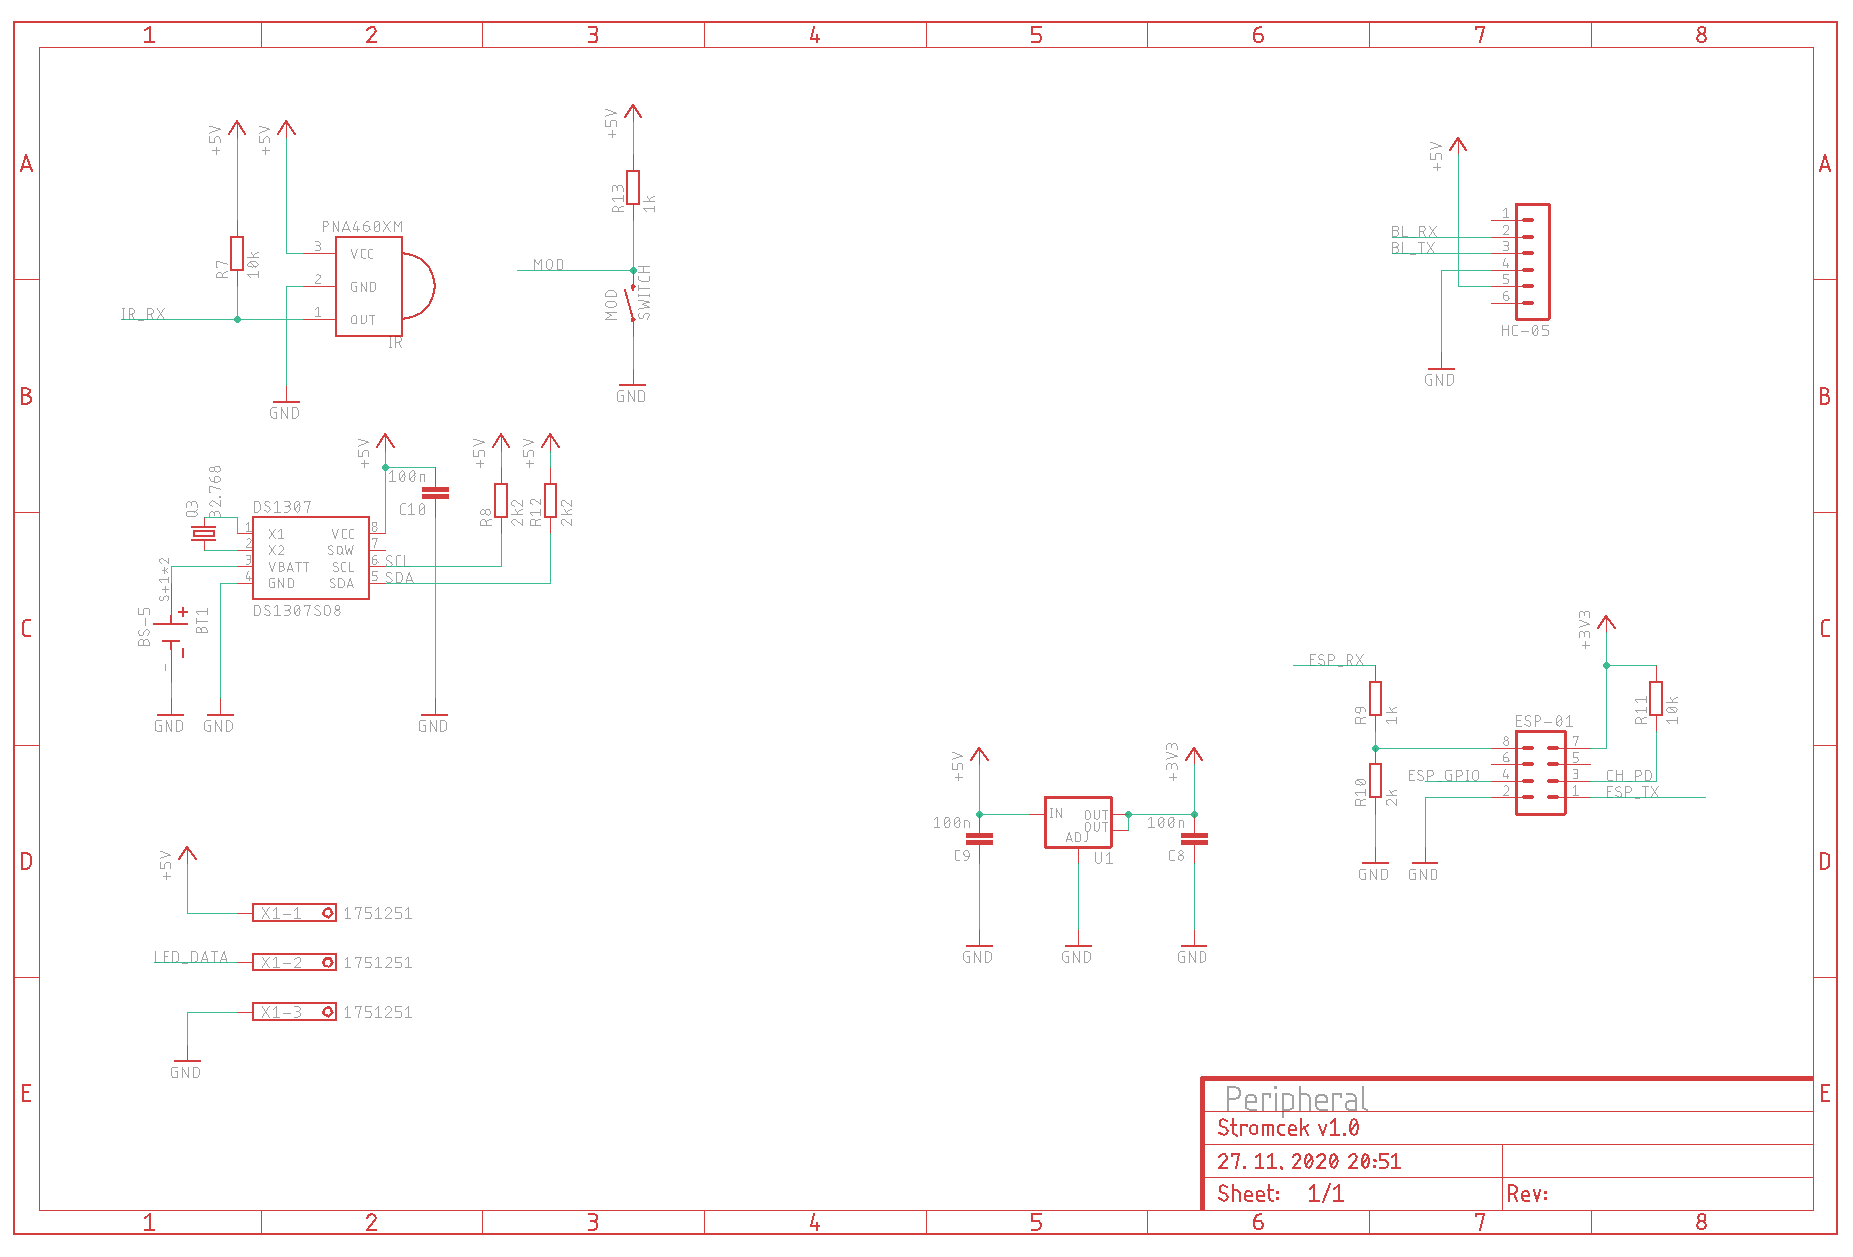 1 2 3 4 5 6 7 8
A
B
C
D
E
A
B
C
D
E
+5V
+5V
R7
10k
IR_RX
PNA460XM
3 VCC
2 GND
1 OUT
IR
GND
+5V
R13
1k
MOD
MOD
SWITCH
GND
+5V
BL_RX
BL_TX
1
2
3
4
5
6
HC-05
GND
+5V
100n
C10
GND
+5V
R8
2k2
+5V
R12
2k2
Q3
32.768
DS1307
1 X1 VCC 8
2 X2 SQW 7
3 VBATT SCL 6 SCL
4 GND SDA 5 SDA
DS1307SO8
S+1*2
BS-5
+
-
BT1
GND
GND
+5V
100n
C9
GND
IN
OUT
OUT
ADJ
U1
GND
+3V3
100n
C8
GND
ESP_RX
R9
1k
R10
2k
GND
+3V3
R11
10k
ESP-01
8 7
6 5
ESP_GPIO 4 3 CH_PD
2 1 ESP_TX
GND
+5V
X1-1 1751251
LED_DATA X1-2 1751251
X1-3 1751251
GND
Peripheral
Stromcek v1.0
27. 11. 2020 20:51
Sheet: 1/1
Rev:
1 2 3 4 5 6 7 8